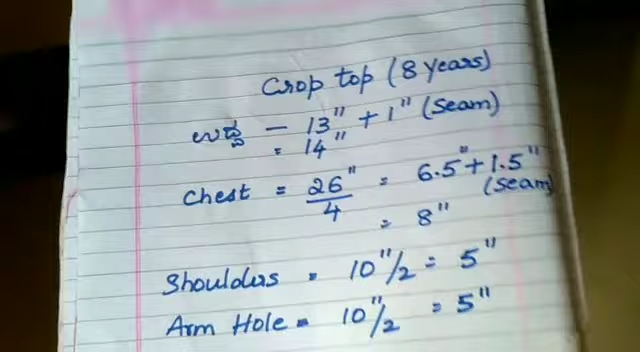 Crop top (8 years)
ಉದ್ದ - 13" + 1" (Seam)
= 14"
Chest = 26"/4 = 6.5" + 1.5" (Seam)
= 8"
Shoulders = 10"/2 = 5"
Arm Hole = 10"/2 = 5"